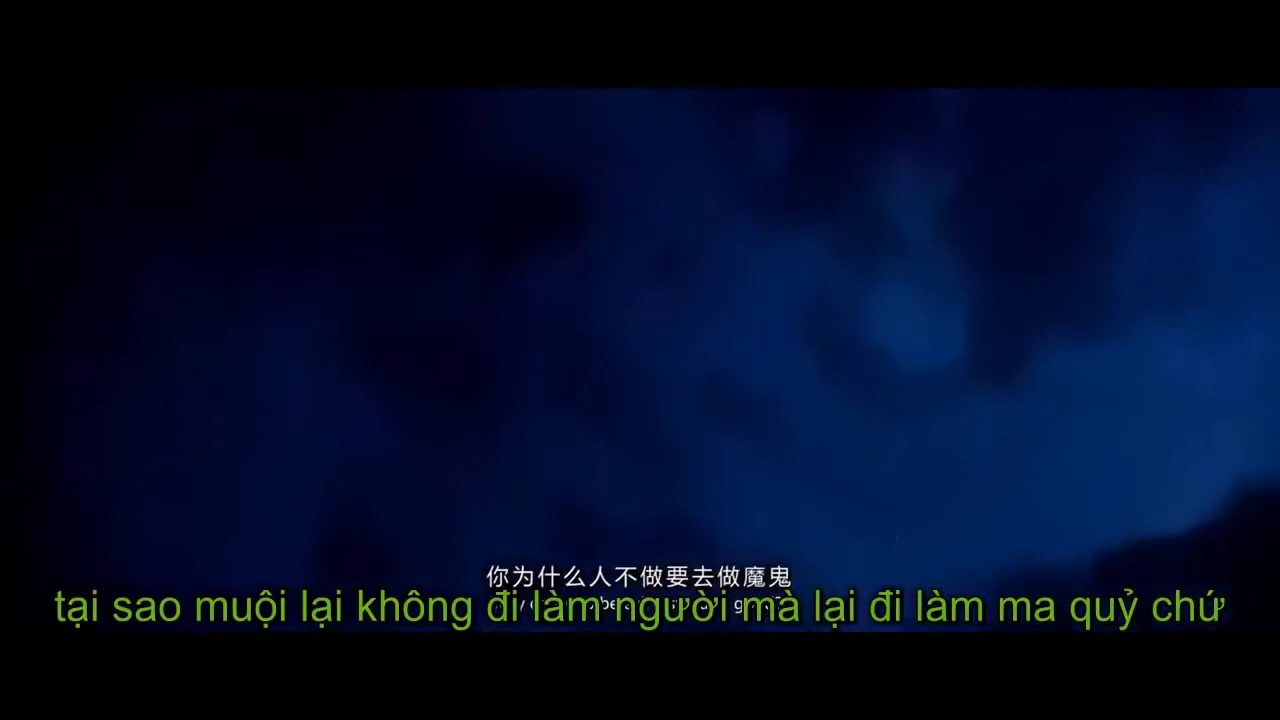 你为什么人不做要去做魔鬼
tại sao muội lại không đi làm người mà lại đi làm ma quỷ chứ